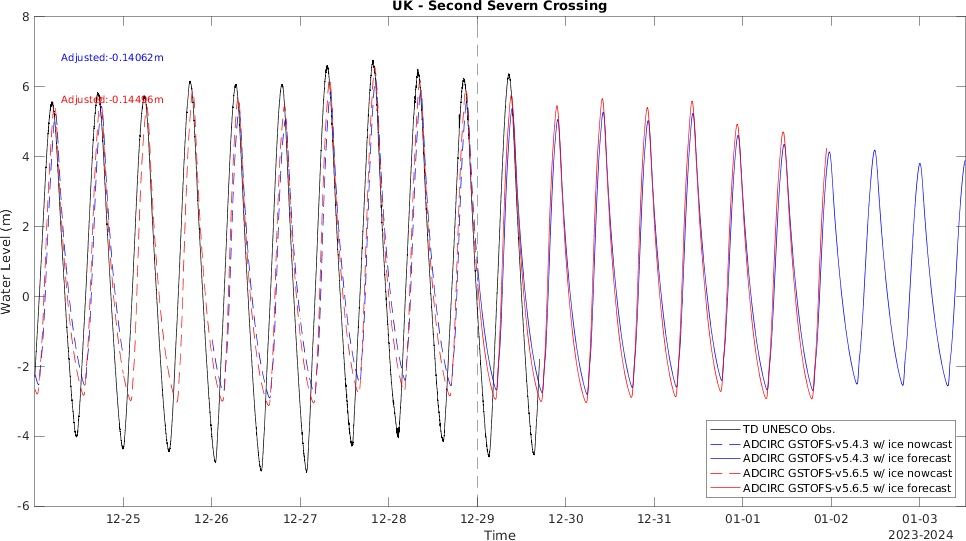 UK - Second Severn Crossing
Adjusted:-0.14062m
Adjusted:-0.14496m
Water Level (m)
8
6
4
2
0
-2
-4
-6
TD UNESCO Obs.
ADCIRC GSTOFS-v5.4.3 w/ ice nowcast
ADCIRC GSTOFS-v5.4.3 w/ ice forecast
ADCIRC GSTOFS-v5.6.5 w/ ice nowcast
ADCIRC GSTOFS-v5.6.5 w/ ice forecast
12-25 12-26 12-27 12-28 12-29 12-30 12-31 01-01 01-02 01-03
Time
2023-2024